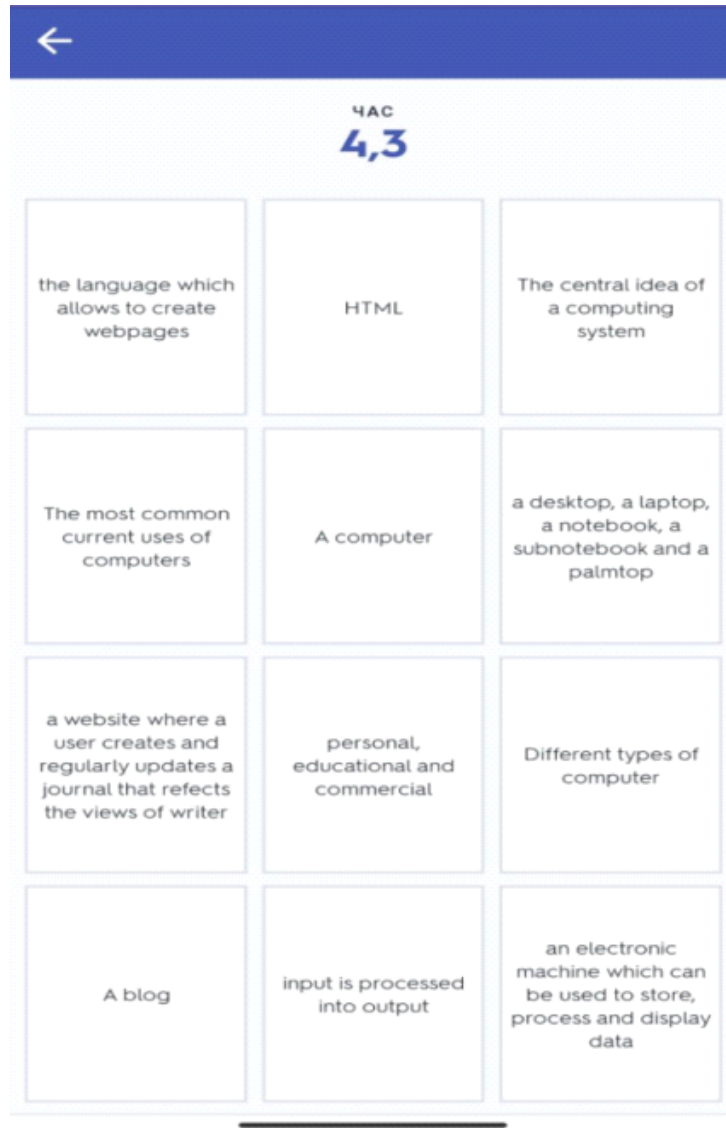 ЧАС
4,3
the language which
allows to create
webpages
HTML
The central idea of
a computing
system
The most common
current uses of
computers
A computer
a desktop, a laptop,
a notebook, a
subnotebook and a
palmtop
a website where a
user creates and
regularly updates a
journal that refects
the views of writer
personal,
educational and
commercial
Different types of
computer
A blog
input is processed
into output
an electronic
machine which can
be used to store,
process and display
data